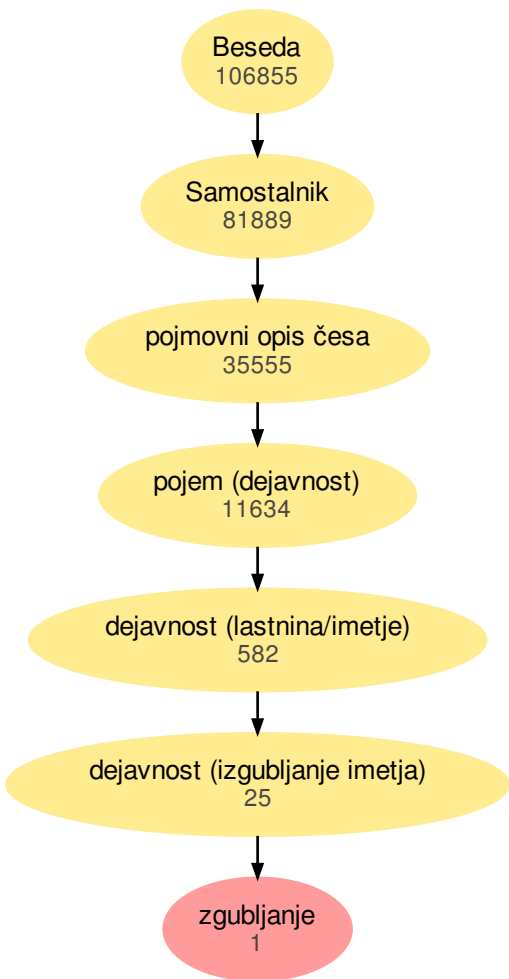 Beseda
106855
Samostalnik
81889
pojmovni opis česa
35555
pojem (dejavnost)
11634
dejavnost (lastnina/imetje)
582
dejavnost (izgubljanje imetja)
25
zgubljanje
1